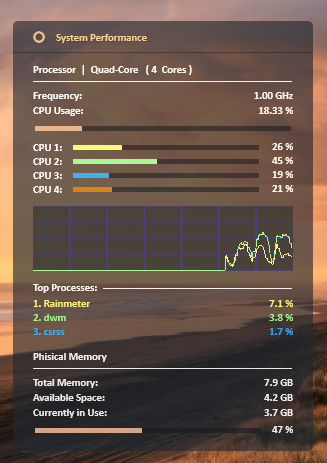 System Performance
Processor | Quad-Core ( 4 Cores )
Frequency: 1.00 GHz
CPU Usage: 18.33 %
CPU 1: 26 %
CPU 2: 45 %
CPU 3: 19 %
CPU 4: 21 %
Top Processes:
1. Rainmeter 7.1 %
2. dwm 3.8 %
3. csrss 1.7 %
Phisical Memory
Total Memory: 7.9 GB
Available Space: 4.2 GB
Currently in Use: 3.7 GB
47 %